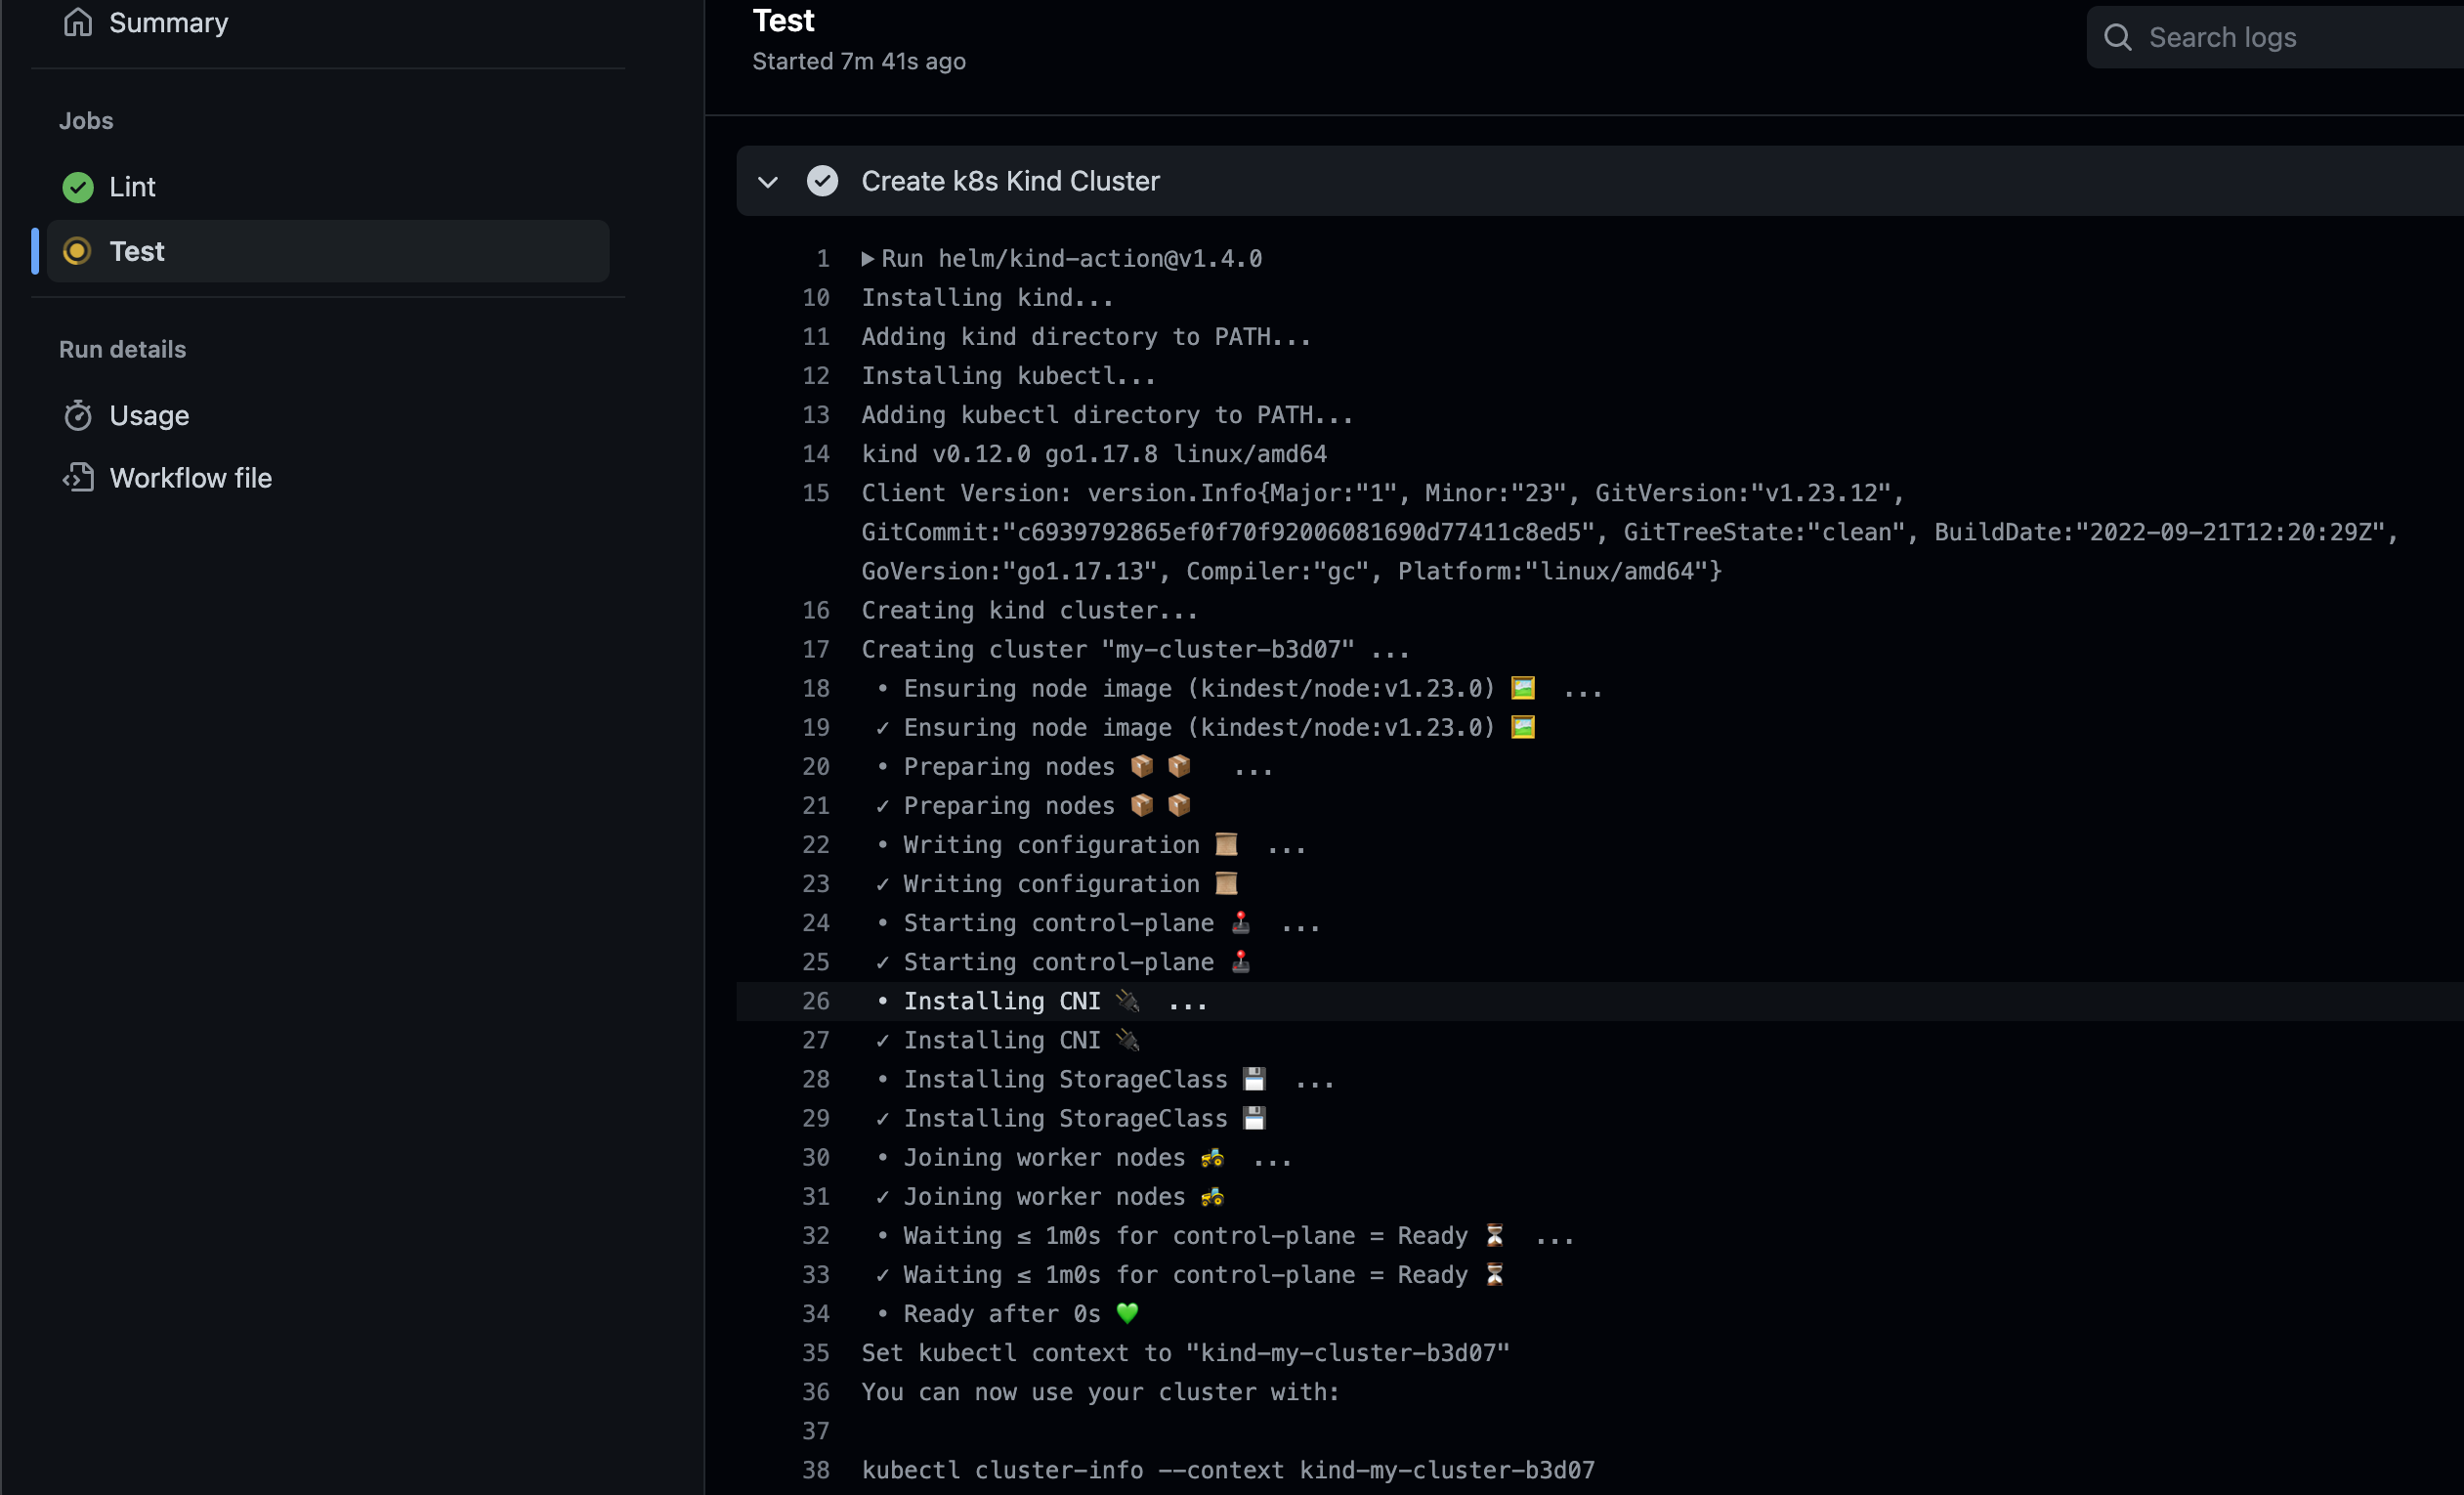 Summary
Jobs
Lint
Test
Run details
Usage
Workflow file
Test
Started 7m 41s ago
Search logs
Create k8s Kind Cluster
1 ▶ Run helm/kind-action@v1.4.0
10 Installing kind...
11 Adding kind directory to PATH...
12 Installing kubectl...
13 Adding kubectl directory to PATH...
14 kind v0.12.0 go1.17.8 linux/amd64
15 Client Version: version.Info{Major:"1", Minor:"23", GitVersion:"v1.23.12",
GitCommit:"c6939792865ef0f70f92006081690d77411c8ed5", GitTreeState:"clean", BuildDate:"2022-09-21T12:20:29Z",
GoVersion:"go1.17.13", Compiler:"gc", Platform:"linux/amd64"}
16 Creating kind cluster...
17 Creating cluster "my-cluster-b3d07" ...
18 • Ensuring node image (kindest/node:v1.23.0) 🖼 ...
19 ✓ Ensuring node image (kindest/node:v1.23.0) 🖼
20 • Preparing nodes 📦 📦 ...
21 ✓ Preparing nodes 📦 📦
22 • Writing configuration 📜 ...
23 ✓ Writing configuration 📜
24 • Starting control-plane 🕹️ ...
25 ✓ Starting control-plane 🕹️
26 • Installing CNI 🔌 ...
27 ✓ Installing CNI 🔌
28 • Installing StorageClass 💾 ...
29 ✓ Installing StorageClass 💾
30 • Joining worker nodes 🚜 ...
31 ✓ Joining worker nodes 🚜
32 • Waiting ≤ 1m0s for control-plane = Ready ⏳ ...
33 ✓ Waiting ≤ 1m0s for control-plane = Ready ⏳
34 • Ready after 0s 💚
35 Set kubectl context to "kind-my-cluster-b3d07"
36 You can now use your cluster with:
37
38 kubectl cluster-info --context kind-my-cluster-b3d07